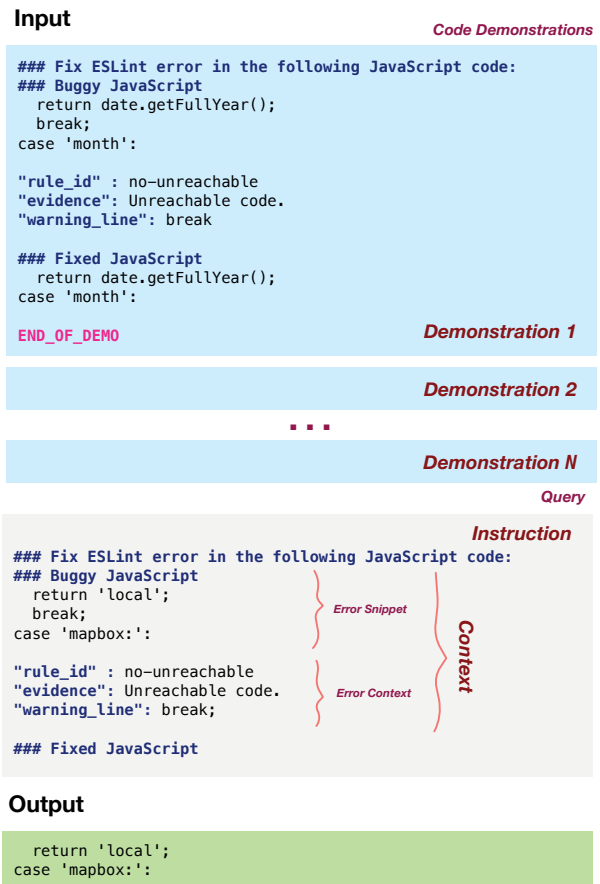 Input
Code Demonstrations
### Fix ESLint error in the following JavaScript code:
### Buggy JavaScript
  return date.getFullYear();
  break;
case 'month':
"rule_id" : no-unreachable
"evidence": Unreachable code.
"warning_line": break
### Fixed JavaScript
  return date.getFullYear();
case 'month':
END_OF_DEMO
Demonstration 1
Demonstration 2
...
Demonstration N
Query
Instruction
### Fix ESLint error in the following JavaScript code:
### Buggy JavaScript
  return 'local';
  break;
case 'mapbox:':
Error Snippet
"rule_id" : no-unreachable
"evidence": Unreachable code.
"warning_line": break;
Error Context
Context
### Fixed JavaScript
Output
  return 'local';
case 'mapbox:':